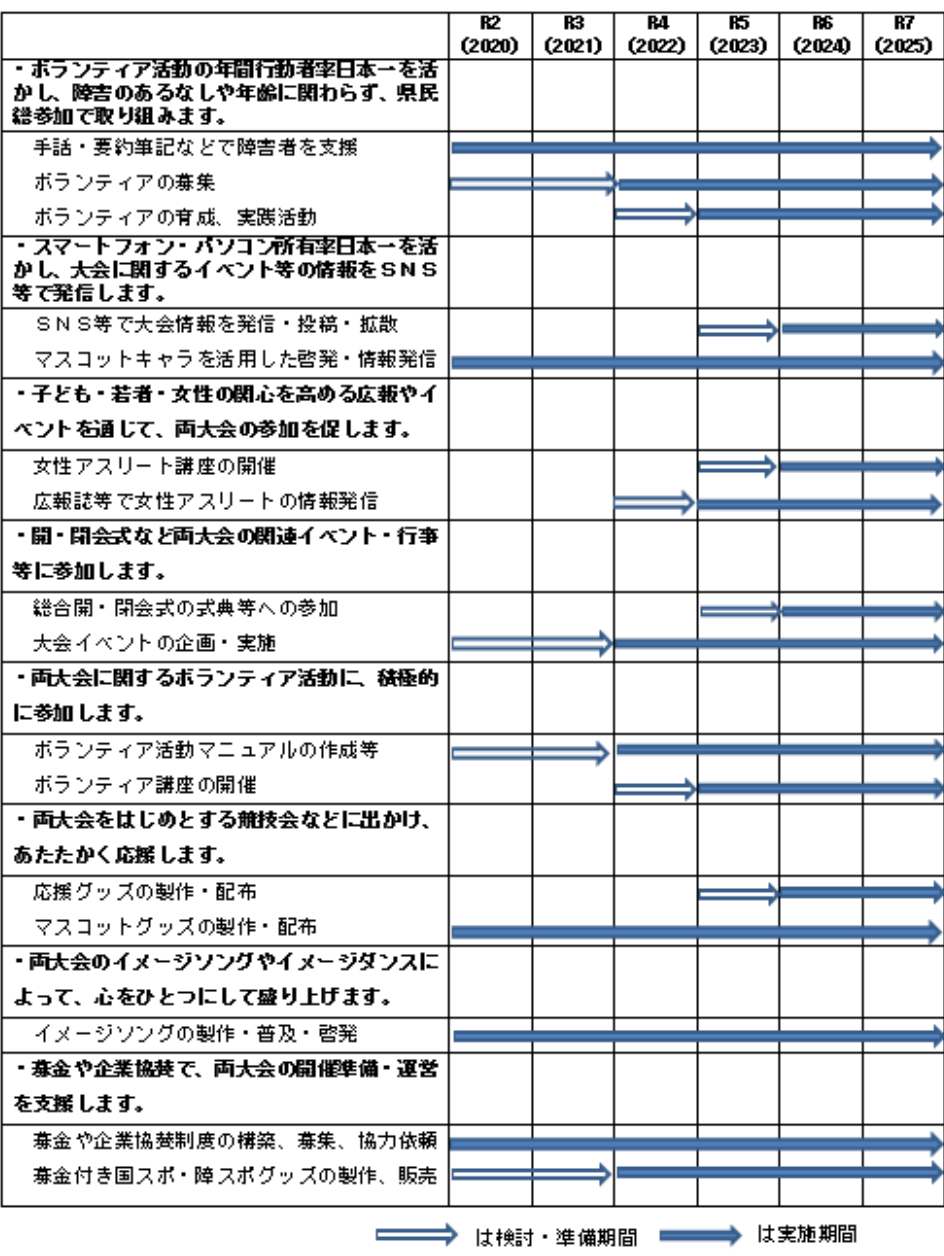 R2 R3 R4 R5 R6 R7
(2020) (2021) (2022) (2023) (2024) (2025)
・ボランティア活動の年間行動者率日本一を活
かし、障害のあるなしや年齢に関わらず、県民
総参加で取り組みます。
手話・要約筆記などで障害者を支援
ボランティアの募集
ボランティアの育成、実践活動
・スマートフォン・パソコン所有率日本一を活
かし、大会に関するイベント等の情報をＳＮＳ
等で発信します。
ＳＮＳ等で大会情報を発信・投稿・拡散
マスコットキャラを活用した啓発・情報発信
・子ども・若者・女性の関心を高める広報やイ
ベントを通じて、両大会の参加を促します。
女性アスリート講座の開催
広報誌等で女性アスリートの情報発信
・開・閉会式など両大会の関連イベント・行事
等に参加します。
総合開・閉会式の式典等への参加
大会イベントの企画・実施
・両大会に関するボランティア活動に、積極的
に参加します。
ボランティア活動マニュアルの作成等
ボランティア講座の開催
・両大会をはじめとする競技会などに出かけ、
あたたかく応援します。
応援グッズの製作・配布
マスコットグッズの製作・配布
・両大会のイメージソングやイメージダンスに
よって、心をひとつにして盛り上げます。
イメージソングの製作・普及・啓発
・募金や企業協賛で、両大会の開催準備・運営
を支援します。
募金や企業協賛制度の構築、募集、協力依頼
募金付き国スポ・障スポグッズの製作、販売
は検討・準備期間 は実施期間